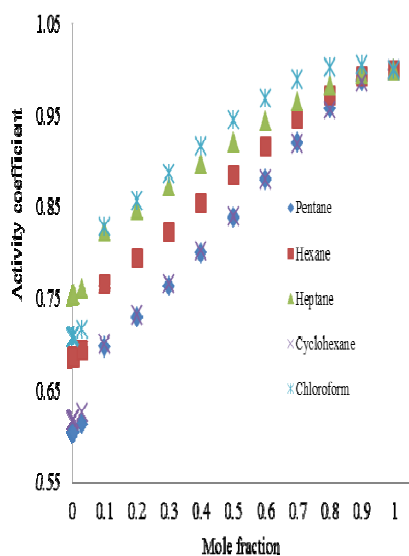 1.05
0.95
0.85
0.75
0.65
0.55
Activity coefficient
Pentane
Hexane
Heptane
Cyclohexane
Chloroform
0 0.1 0.2 0.3 0.4 0.5 0.6 0.7 0.8 0.9 1
Mole fraction